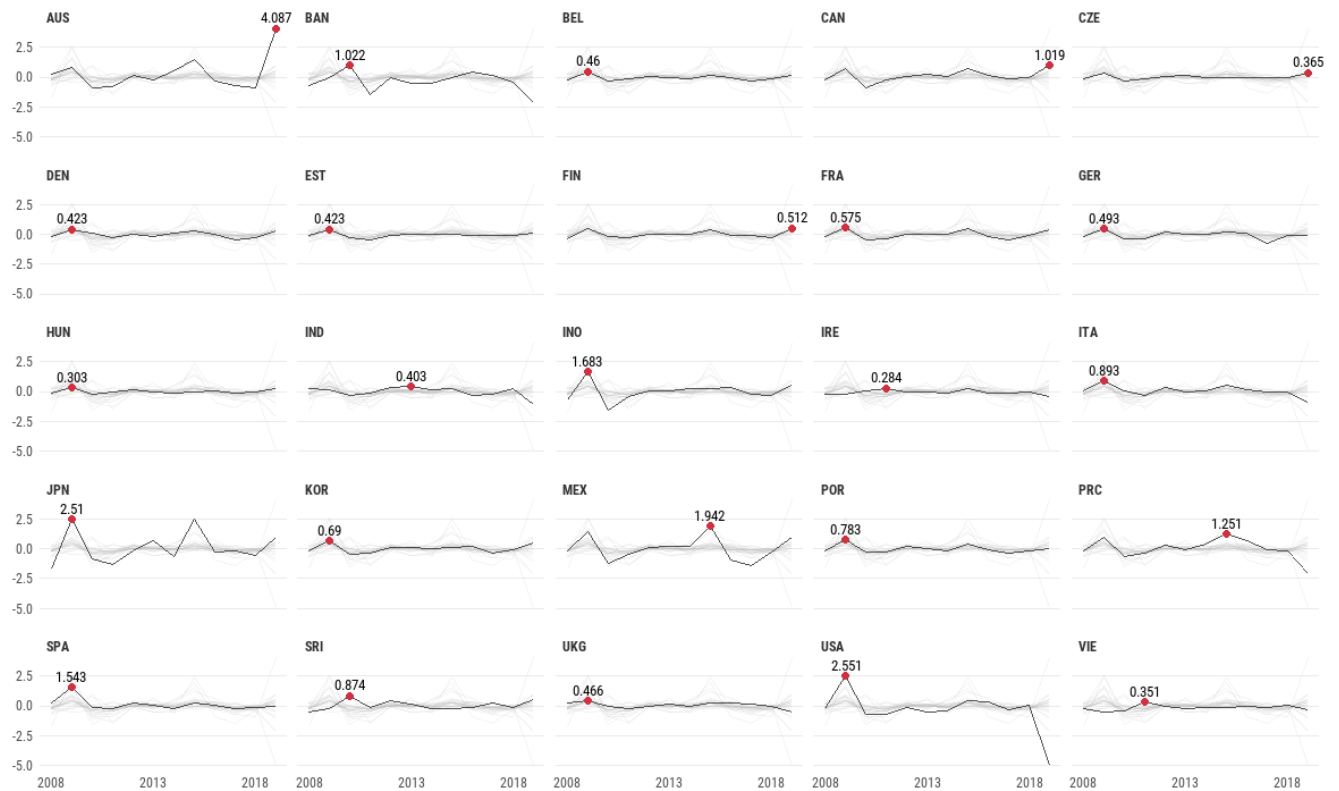 AUS BAN BEL CAN CZE
4.087
1.022 0.46 1.019 0.365
2.5
0.0
-2.5
-5.0
DEN EST FIN FRA GER
0.423 0.423 0.512 0.575 0.493
2.5
0.0
-2.5
-5.0
HUN IND INO IRE ITA
0.303 0.403 1.683 0.284 0.893
2.5
0.0
-2.5
-5.0
JPN KOR MEX POR PRC
2.51 0.69 1.942 0.783 1.251
2.5
0.0
-2.5
-5.0
SPA SRI UKG USA VIE
1.543 0.874 0.466 2.551 0.351
2.5
0.0
-2.5
-5.0
2008 2013 2018 2008 2013 2018 2008 2013 2018 2008 2013 2018 2008 2013 2018